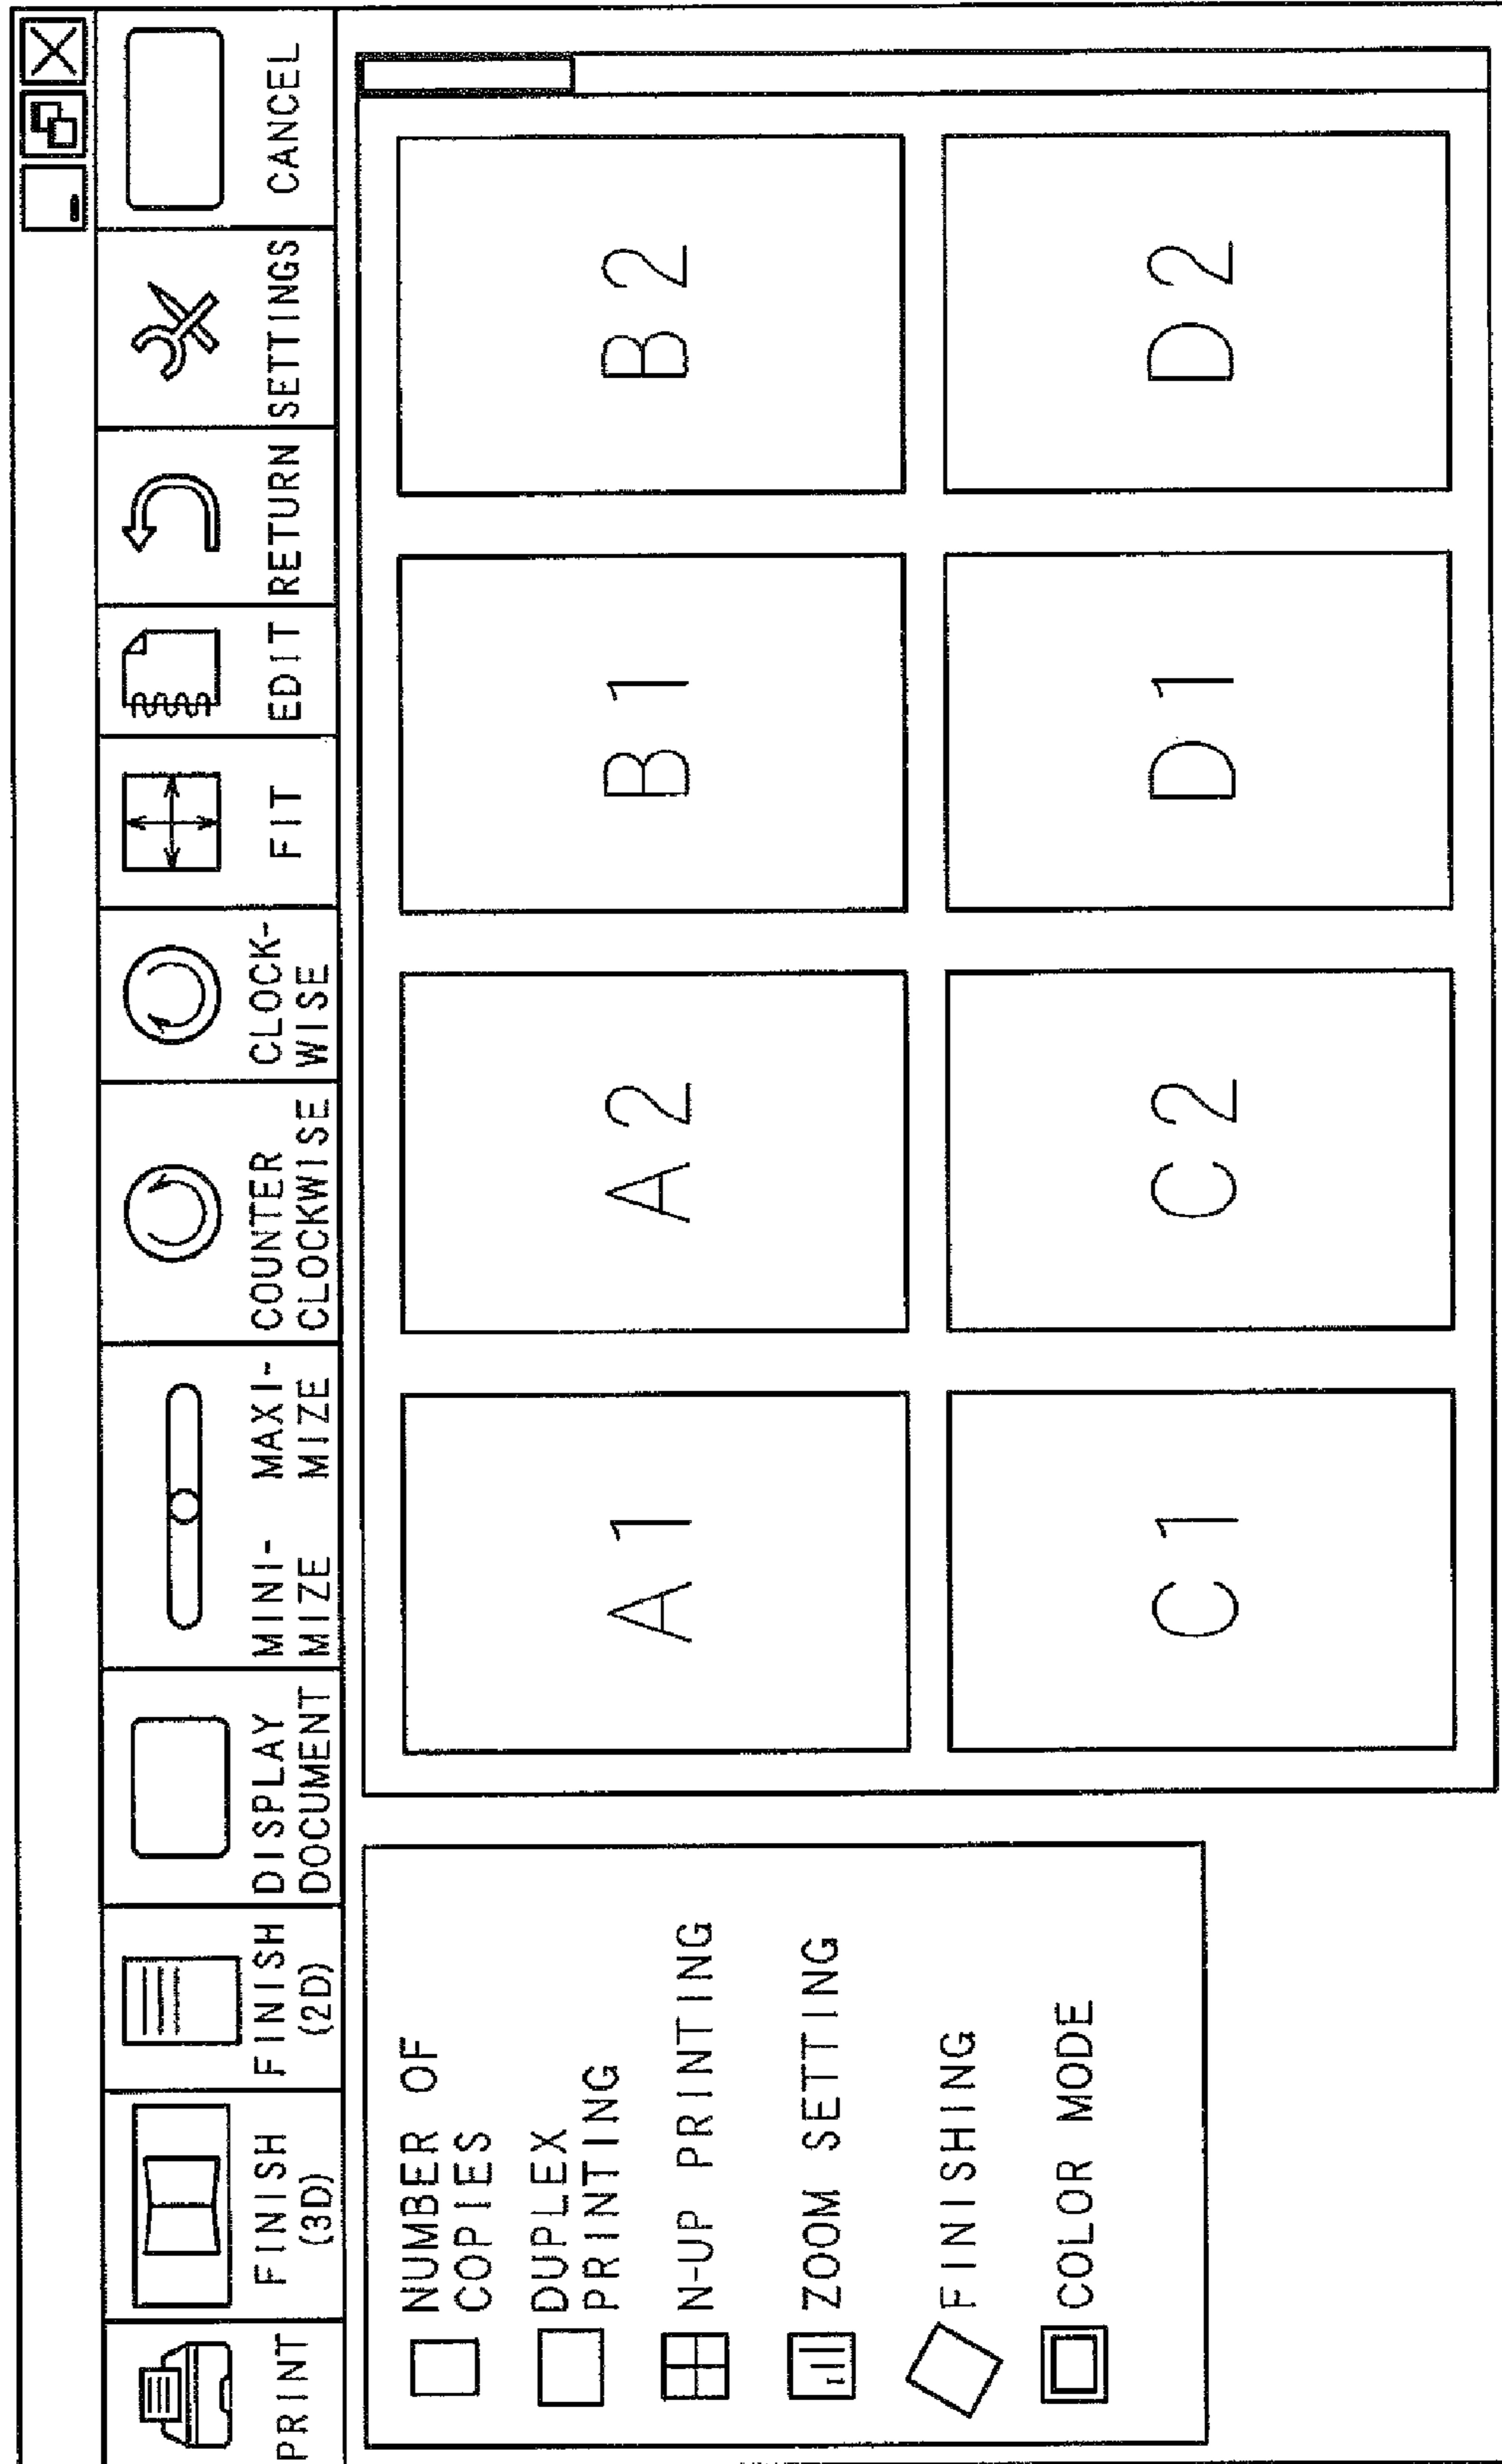 PRINT
FINISH
(3D)
FINISH
(2D)
DISPLAY
DOCUMENT
MINI-
MIZE
MAXI-
MIZE
COUNTER
CLOCKWISE
CLOCK-
WISE
FIT
EDIT
RETURN
SETTINGS
CANCEL
NUMBER OF
COPIES
DUPLEX
PRINTING
N-UP PRINTING
ZOOM SETTING
FINISHING
COLOR MODE
A1
A2
B1
B2
C1
C2
D1
D2